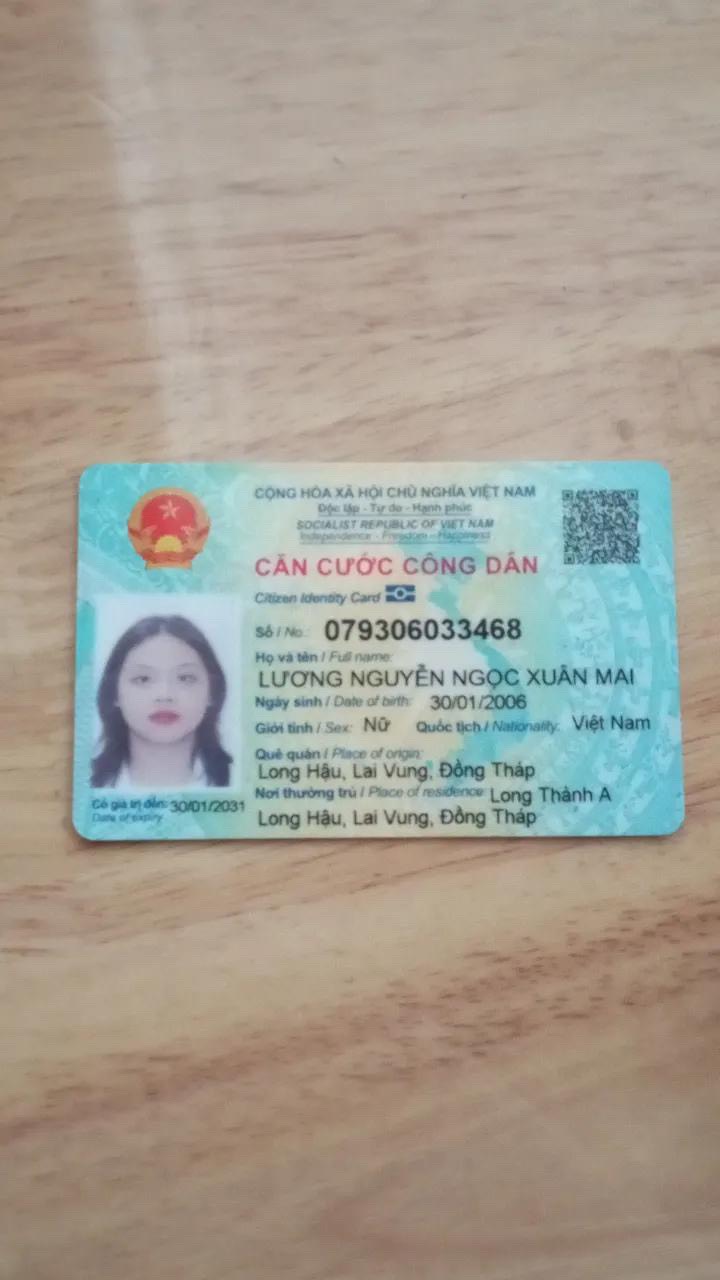 CỘNG HÒA XÃ HỘI CHỦ NGHĨA VIỆT NAM
Độc lập - Tự do - Hạnh phúc
SOCIALIST REPUBLIC OF VIET NAM
Independence - Freedom - Happiness
CĂN CƯỚC CÔNG DÂN
Citizen Identity Card
Số / No.: 079306033468
Họ và tên / Full name:
LƯƠNG NGUYỄN NGỌC XUÂN MAI
Ngày sinh / Date of birth: 30/01/2006
Giới tính / Sex: Nữ Quốc tịch / Nationality: Việt Nam
Quê quán / Place of origin:
Long Hậu, Lai Vung, Đồng Tháp
Nơi thường trú / Place of residence: Long Thành A
Long Hậu, Lai Vung, Đồng Tháp
Có giá trị đến: 30/01/2031
Date of expiry